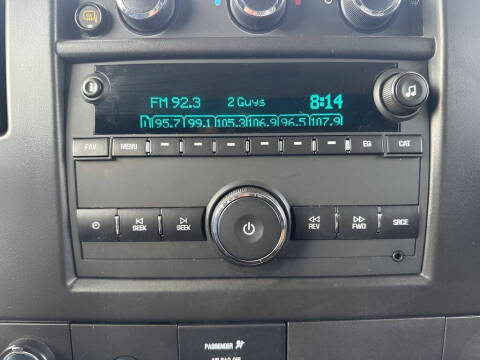 FM 92.3 2 Guys 8:14
1 95.7 99.1 105.3 106.9 96.5 107.9
FAV MENU EQ CAT
SEEK SEEK REV FWD SRCE
PASSENGER